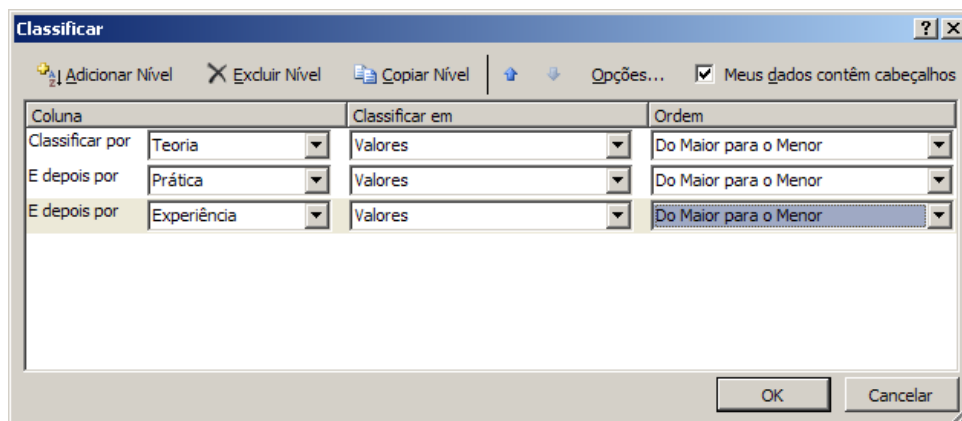 Classificar
Adicionar Nível Excluir Nível Copiar Nível Opções... Meus dados contêm cabeçalhos
Coluna Classificar em Ordem
Classificar por Teoria Valores Do Maior para o Menor
E depois por Prática Valores Do Maior para o Menor
E depois por Experiência Valores Do Maior para o Menor
OK Cancelar